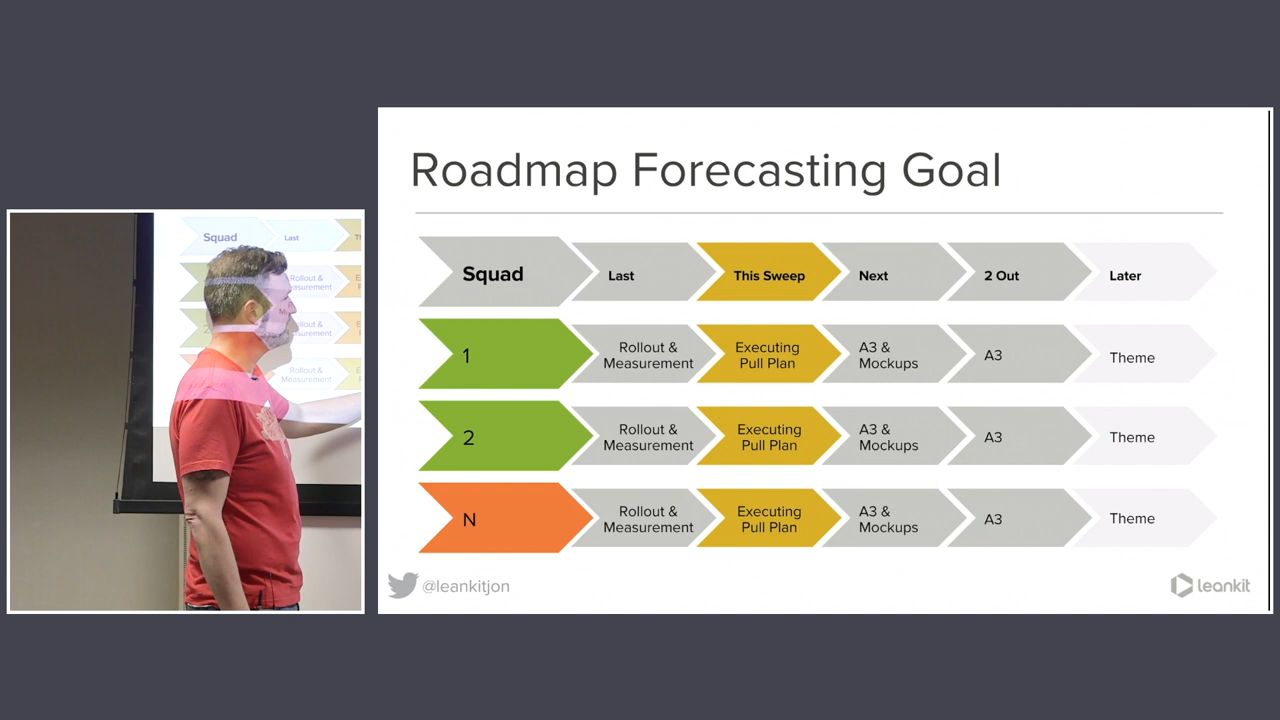 Roadmap Forecasting Goal
Squad Last This Sweep Next 2 Out Later
1 Rollout & Measurement Executing Pull Plan A3 & Mockups A3 Theme
2 Rollout & Measurement Executing Pull Plan A3 & Mockups A3 Theme
N Rollout & Measurement Executing Pull Plan A3 & Mockups A3 Theme
@leankitjon
leankit
Squad Last
Rollout &
Measurement
Rollout &
Measurement
Rollout &
Measurement